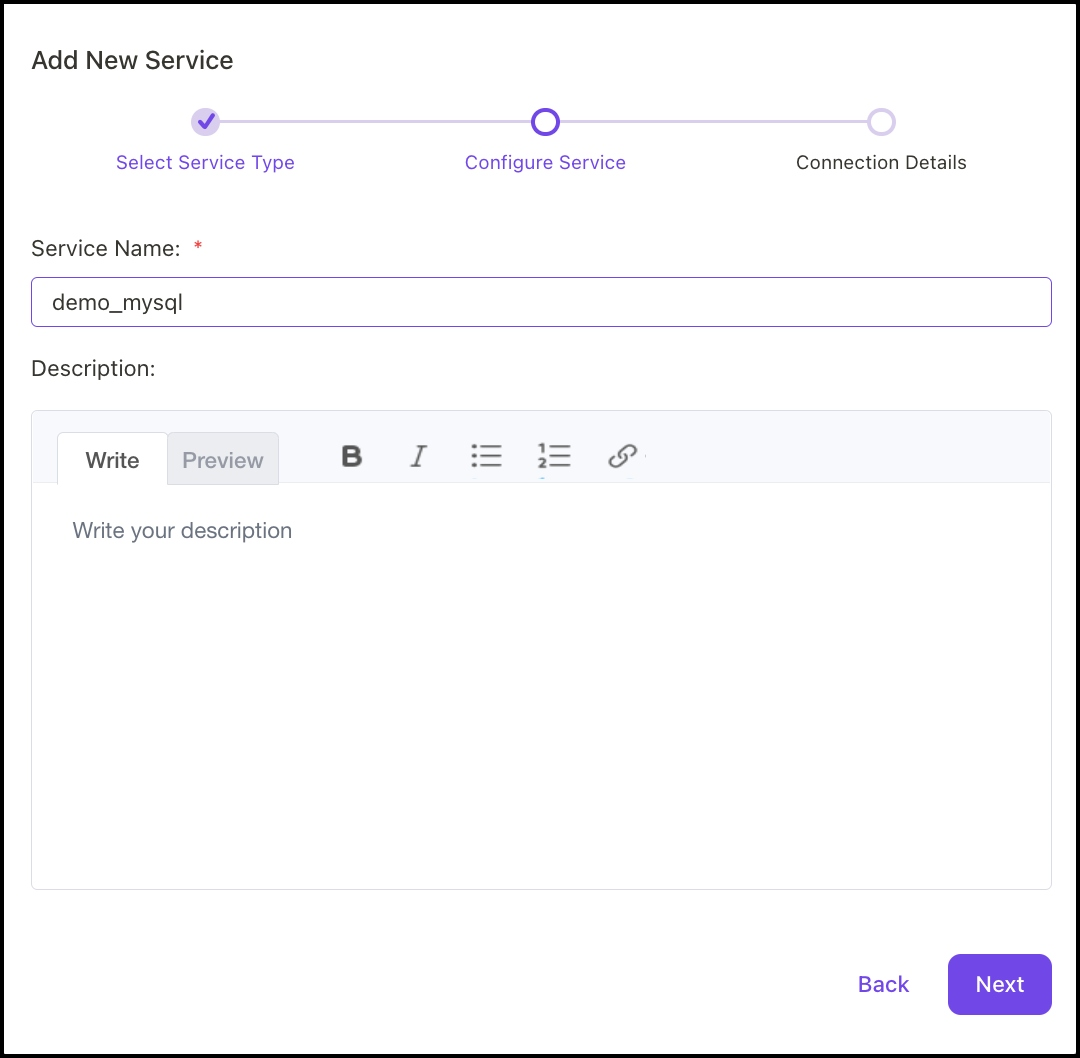 Add New Service
Select Service Type Configure Service Connection Details
Service Name: *
demo_mysql
Description:
Write Preview B I
Write your description
Back Next